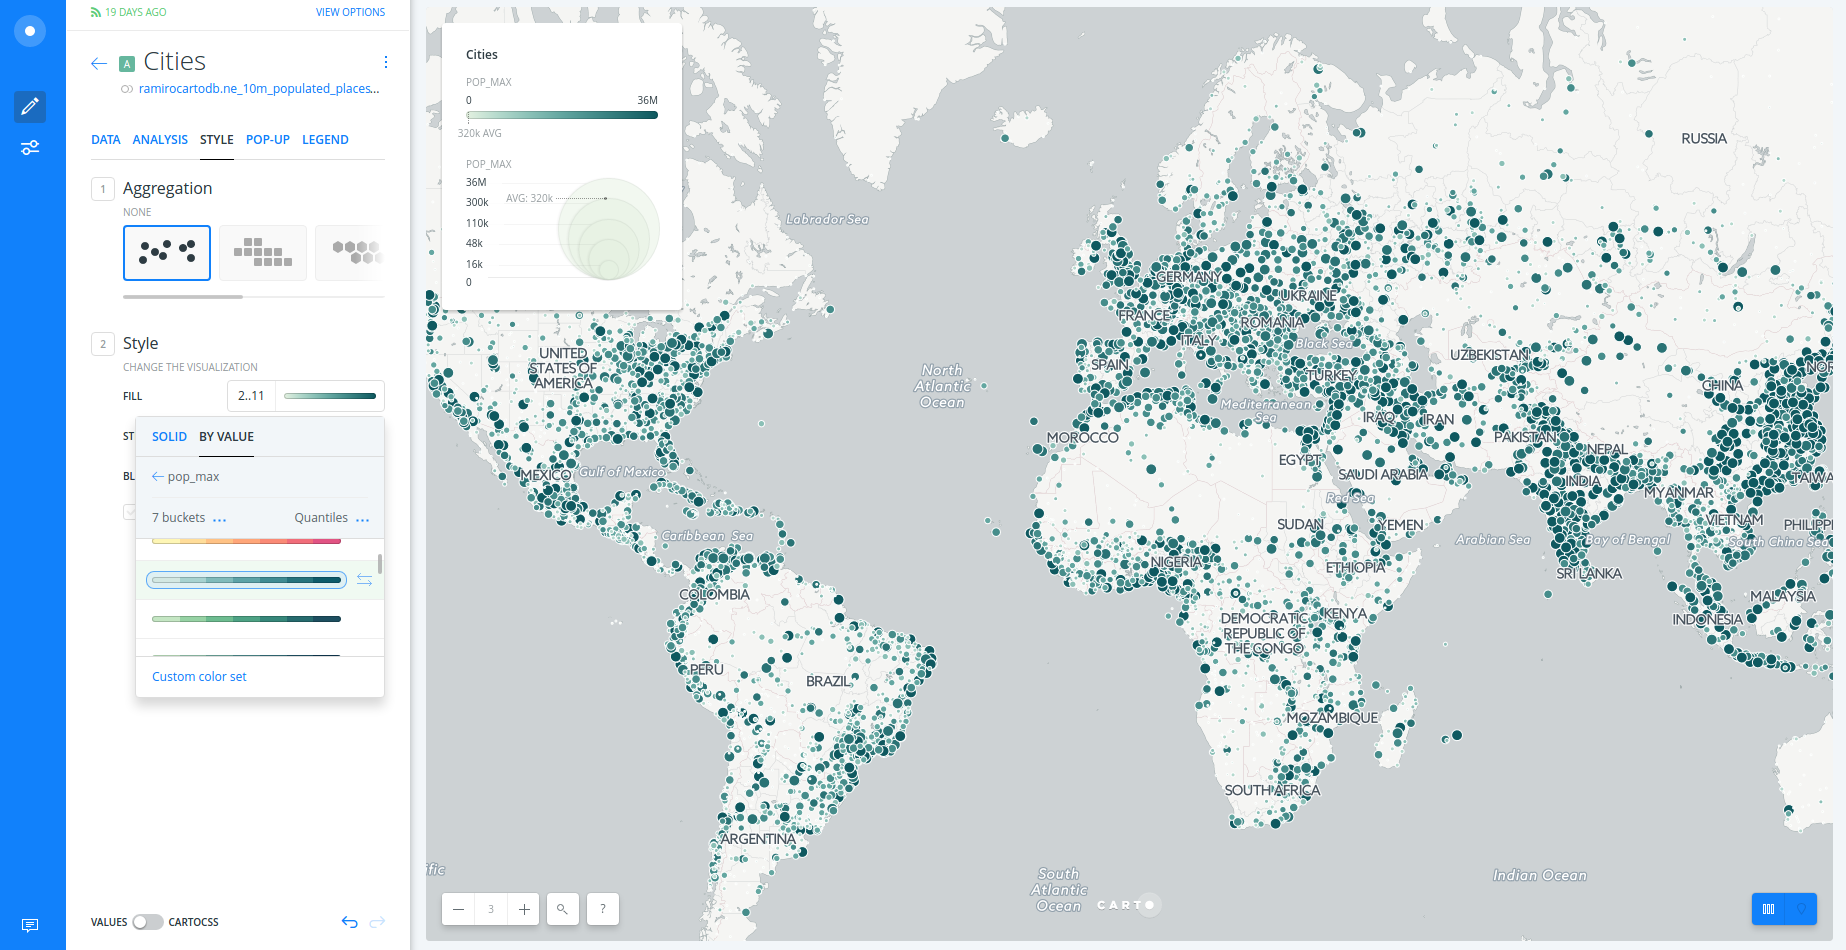 19 DAYS AGO
VIEW OPTIONS
A
Cities
ramirocartodb.ne_10m_populated_places...
DATA
ANALYSIS
STYLE
POP-UP
LEGEND
1
Aggregation
NONE
2
Style
CHANGE THE VISUALIZATION
FILL
2..11
ST
BL
SOLID
BY VALUE
pop_max
7 buckets
Quantiles
Custom color set
VALUES
CARTOCSS
Cities
POP_MAX
0
36M
320k AVG
POP_MAX
36M
300k
110k
48k
16k
0
AVG: 320k
Labrador Sea
RUSSIA
GERMANY
UKRAINE
FRANCE
ROMANIA
ITALY
Black Sea
UNITED
STATES OF
AMERICA
SPAIN
UZBEKISTAN
NOR
North
Atlantic
Ocean
TURKEY
CHINA
Mediterranean
Sea
IRAQ
IRAN
MOROCCO
PAKISTAN
NEPAL
EGYPT
MEXICO
Gulf of Mexico
SAUDI ARABIA
INDIA
TAIWA
Red Sea
MYANMAR
SUDAN
YEMEN
VIETNAM
PHILIPPI
Caribbean Sea
Arabian Sea
Bay of Bengal
South China Sea
NIGERIA
ETHIOPIA
SRI LANKA
COLOMBIA
MALAYSIA
DEMOCRATIC
REPUBLIC OF
THE CONGO
KENYA
INDONESIA
PERU
BRAZIL
MOZAMBIQUE
SOUTH AFRICA
ARGENTINA
ific
South
Atlantic
Ocean
Indian Ocean
3
?
CARTO